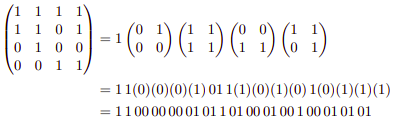 (1 1 1 1
1 1 0 1
0 1 0 0
0 0 1 1) = 1 (0 1
0 0) (1 1
1 1) (0 0
1 1) (1 1
0 1)
= 1 1(0)(0)(0)(1) 01 1(1)(0)(1)(0) 1(0)(1)(1)(1)
= 1 1 00 00 00 01 01 1 01 00 01 00 1 00 01 01 01